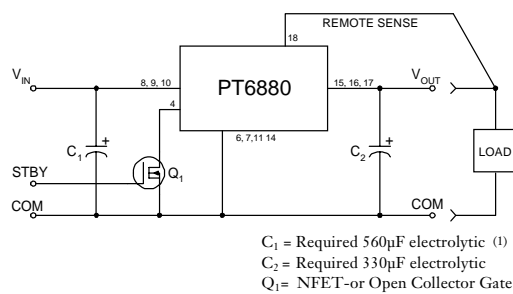 REMOTE SENSE
18
V_IN
8, 9, 10
PT6880
15, 16, 17
V_OUT
4
6, 7,11 14
C_1
+
Q_1
C_2
+
LOAD
STBY
COM
COM
C_1 = Required 560µF electrolytic (1)
C_2 = Required 330µF electrolytic
Q_1= NFET-or Open Collector Gate